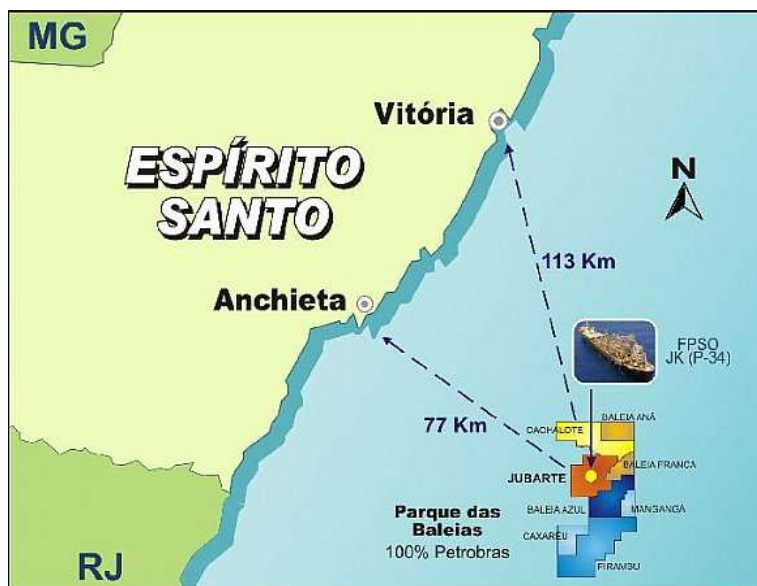 MG
Vitória
ESPÍRITO
SANTO
N
113 Km
Anchieta
FPSO
JK (P-34)
77 Km
BALEIA ANÃ
CACHALOTE
BALEIA FRANCA
JUBARTE
BALEIA AZUL
MANGANGÁ
Parque das
Baleias
100% Petrobras
CAXARÉU
PIRAMBU
RJ